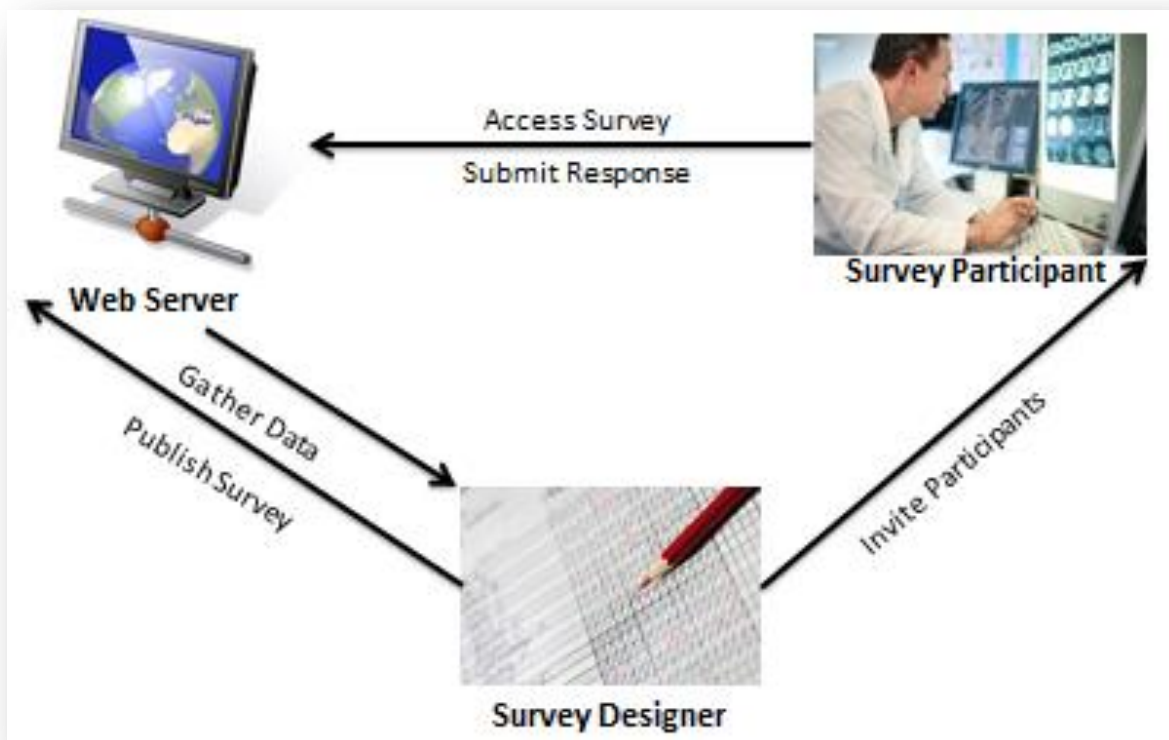 Access Survey
Submit Response
Survey Participant
Web Server
Gather Data
Publish Survey
Invite Participants
Survey Designer